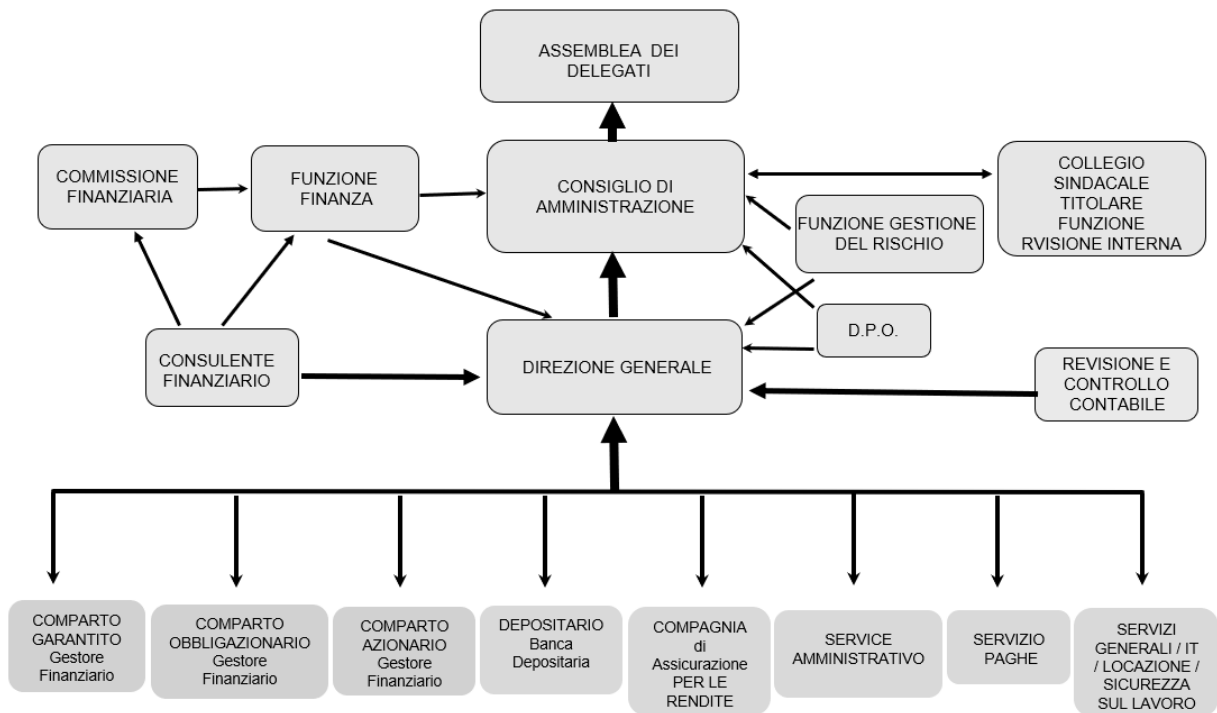 ASSEMBLEA DEI
DELEGATI
COMMISSIONE
FINANZIARIA
FUNZIONE
FINANZA
CONSIGLIO DI
AMMINISTRAZIONE
FUNZIONE GESTIONE
DEL RISCHIO
COLLEGIO
SINDACALE
TITOLARE
FUNZIONE
RVISIONE INTERNA
D.P.O.
CONSULENTE
FINANZIARIO
DIREZIONE GENERALE
REVISIONE E
CONTROLLO
CONTABILE
COMPARTO
GARANTITO
Gestore
Finanziario
COMPARTO
OBBLIGAZIONARIO
Gestore
Finanziario
COMPARTO
AZIONARIO
Gestore
Finanziario
DEPOSITARIO
Banca
Depositaria
COMPAGNIA
di
Assicurazione
PER LE
RENDITE
SERVICE
AMMINISTRATIVO
SERVIZIO
PAGHE
SERVIZI
GENERALI / IT
/ LOCAZIONE /
SICUREZZA
SUL LAVORO